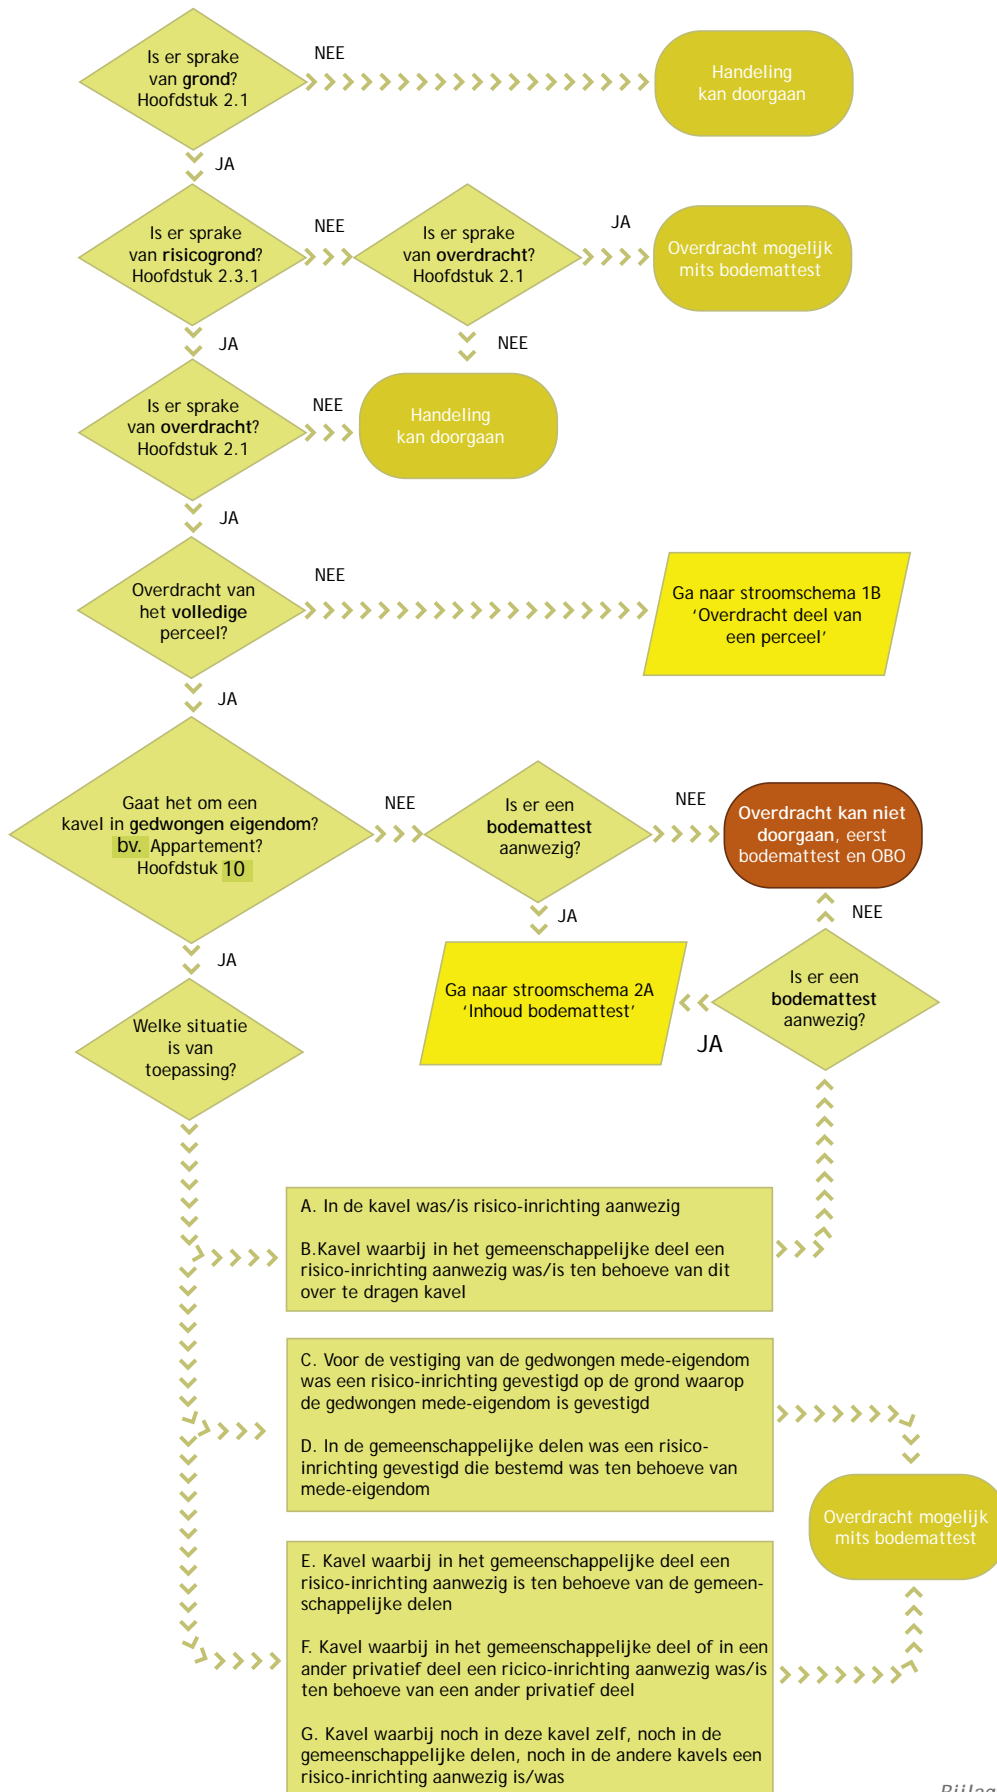 Is er sprake
van grond?
Hoofdstuk 2.1
NEE
Handeling
kan doorgaan
JA
Is er sprake
van risicogrond?
Hoofdstuk 2.3.1
NEE
Is er sprake
van overdracht?
Hoofdstuk 2.1
JA
Overdracht mogelijk
mits bodemattest
JA
NEE
Is er sprake
van overdracht?
Hoofdstuk 2.1
NEE
Handeling
kan doorgaan
JA
Overdracht van
het volledige
perceel?
NEE
Ga naar stroomschema 1B
‘Overdracht deel van
een perceel’
JA
Gaat het om een
kavel in gedwongen eigendom?
bv. Appartement?
Hoofdstuk 10
NEE
Is er een
bodemattest
aanwezig?
NEE
Overdracht kan niet
doorgaan, eerst
bodemattest en OBO
JA
NEE
JA
Ga naar stroomschema 2A
‘Inhoud bodemattest’
Is er een
bodemattest
aanwezig?
JA
Welke situatie
is van
toepassing?
A. In de kavel was/is risico-inrichting aanwezig
B.Kavel waarbij in het gemeenschappelijke deel een
risico-inrichting aanwezig was/is ten behoeve van dit
over te dragen kavel
C. Voor de vestiging van de gedwongen mede-eigendom
was een risico-inrichting gevestigd op de grond waarop
de gedwongen mede-eigendom is gevestigd
D. In de gemeenschappelijke delen was een risico-
inrichting gevestigd die bestemd was ten behoeve van
mede-eigendom
Overdracht mogelijk
mits bodemattest
E. Kavel waarbij in het gemeenschappelijke deel een
risico-inrichting aanwezig is ten behoeve van de gemeen-
schappelijke delen
F. Kavel waarbij in het gemeenschappelijke deel of in een
ander privatief deel een ricico-inrichting aanwezig was/is
ten behoeve van een ander privatief deel
G. Kavel waarbij noch in deze kavel zelf, noch in de
gemeenschappelijke delen, noch in de andere kavels een
risico-inrichting aanwezig is/was